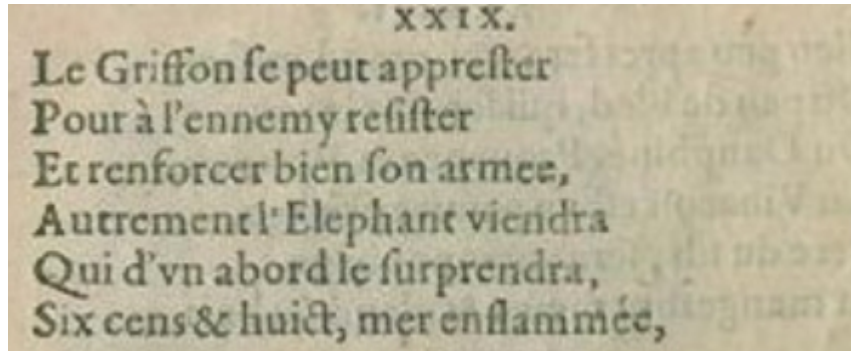 XXIX.
Le Griffon ſe peut appreſter
Pour à l'ennemy reſiſter
Et renforcer bien ſon armee,
Autrement l'Elephant viendra
Qui d'vn abord le ſurprendra,
Six cens & huict, mer enflammée,